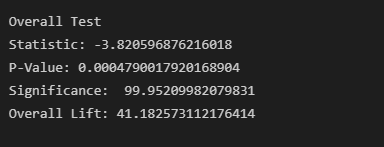 Overall Test
Statistic: -3.820596876216018
P-Value: 0.0004790017920168904
Significance:  99.95209982079831
Overall Lift: 41.182573112176414